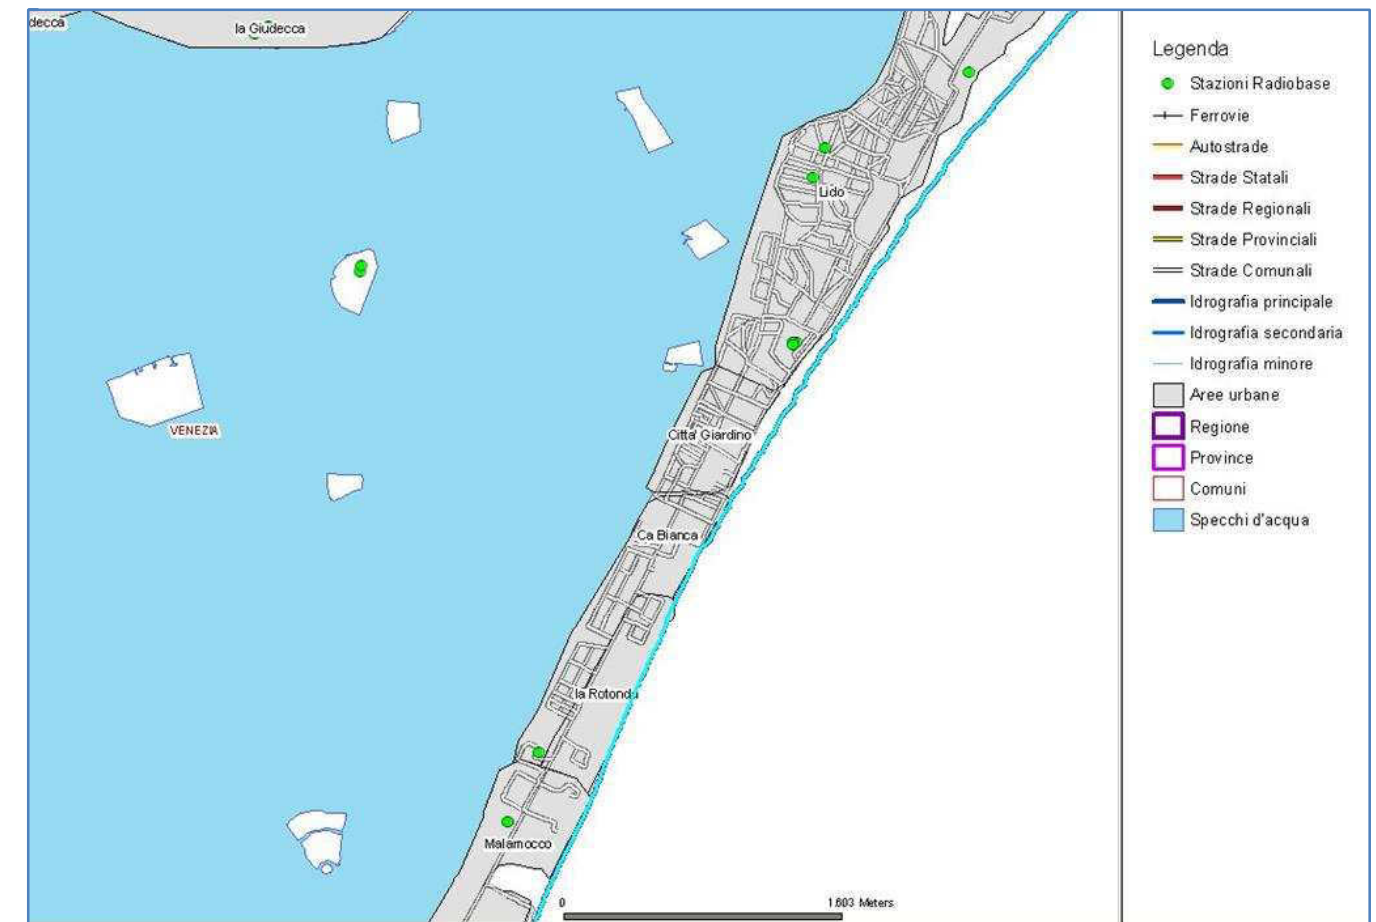 decca
la Giudecca
Lido
VENEZIA
Citta' Giardino
Ca Bianca
la Rotonda
Malamocco
0
1.603 Meters
Legenda
Stazioni Radiobase
Ferrovie
Autostrade
Strade Statali
Strade Regionali
Strade Provinciali
Strade Comunali
Idrografia principale
Idrografia secondaria
Idrografia minore
Aree urbane
Regione
Province
Comuni
Specchi d'acqua